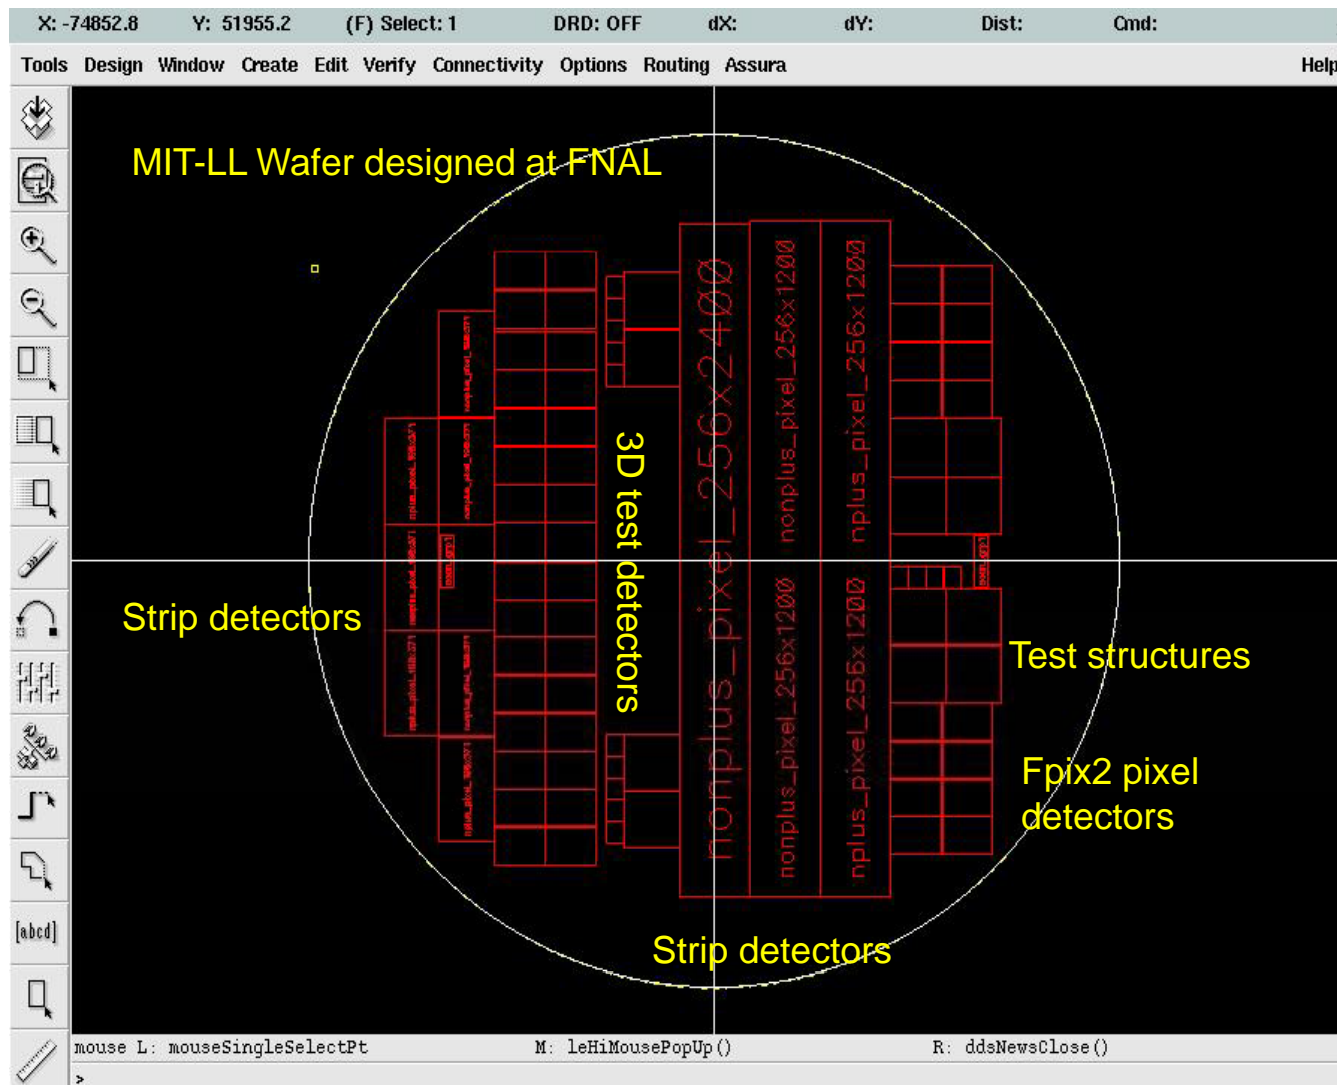 X: -74852.8 Y: 51955.2 (F) Select: 1 DRD: OFF dX: dY: Dist: Cmd:
Tools Design Window Create Edit Verify Connectivity Options Routing Assura Help
MIT-LL Wafer designed at FNAL
nonplus_pixel_256x2400
nonplus_pixel_256x1200
nplus_pixel_256x1200
nonplus_pixel_256x1200
nplus_pixel_256x1200
3D test detectors
Strip detectors
Test structures
Fpix2 pixel
detectors
Strip detectors
[abcd]
mouse L: mouseSingleSelectPt M: leHiMousePopUp() R: ddsNewsClose()
>